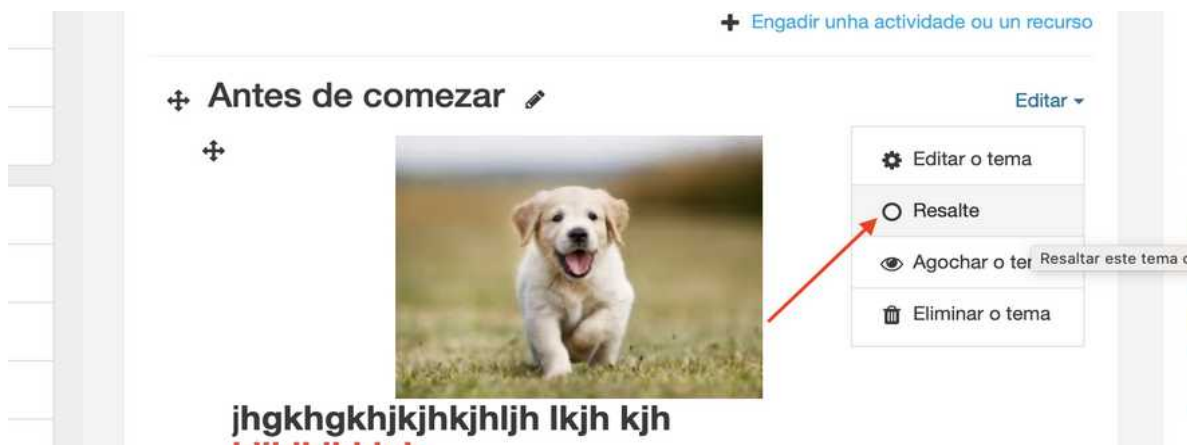 Engadir unha actividade ou un recurso
Antes de comezar
Editar
Editar o tema
Resalte
Agochar o
Resaltar este tema
Eliminar o tema
jhgkhgkhjkjhkjhljh lkjh kjh